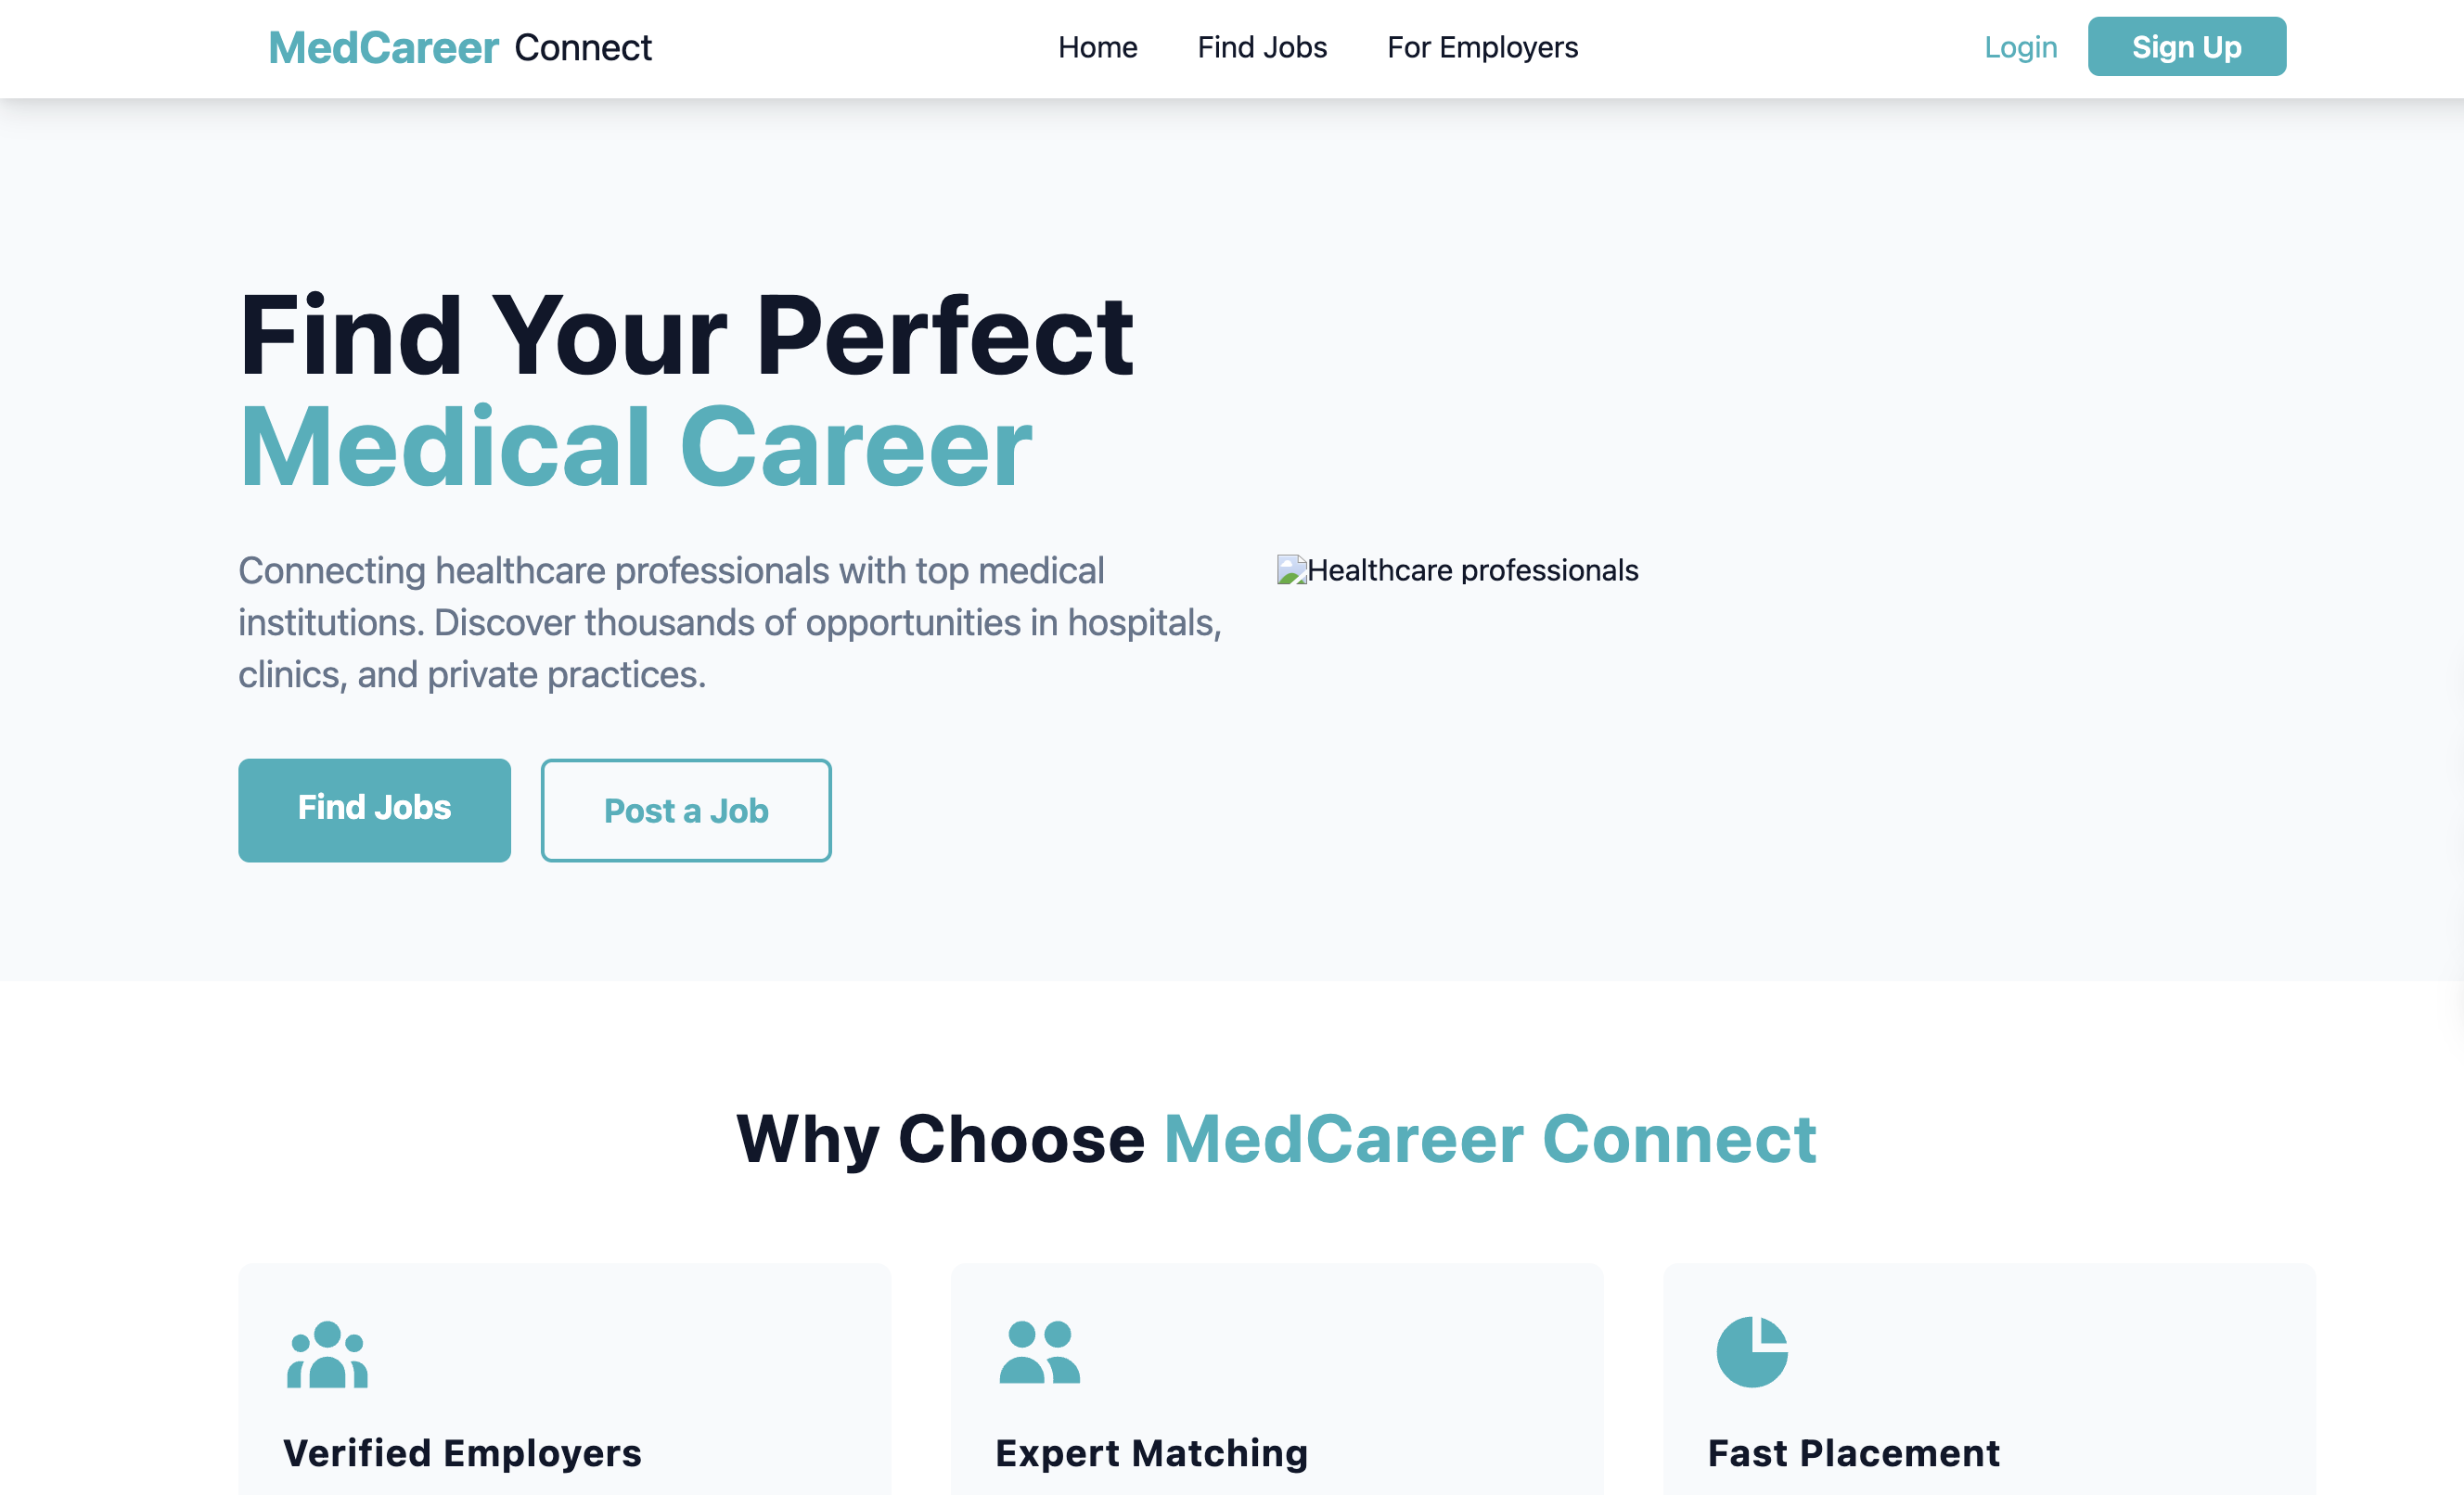 MedCareer Connect
Home
Find Jobs
For Employers
Login
Sign Up
Find Your Perfect
Medical Career
Connecting healthcare professionals with top medical
institutions. Discover thousands of opportunities in hospitals,
clinics, and private practices.
Healthcare professionals
Find Jobs
Post a Job
Why Choose MedCareer Connect
Verified Employers
Expert Matching
Fast Placement